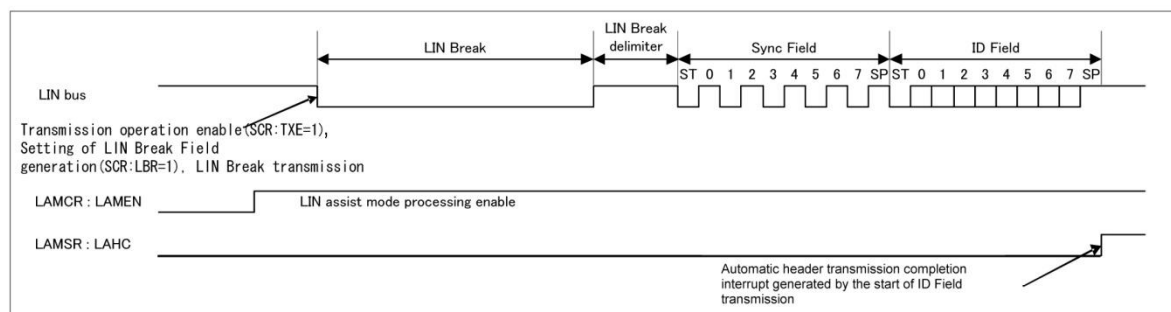 LIN Break
LIN Break
delimiter
Sync Field
ID Field
ST 0 1 2 3 4 5 6 7 SP ST 0 1 2 3 4 5 6 7 SP
LIN bus
Transmission operation enable(SCR:TXE=1),
Setting of LIN Break Field
generation(SCR:LBR=1), LIN Break transmission
LAMCR : LAMEN
LIN assist mode processing enable
LAMSR : LAHC
Automatic header transmission completion
interrupt generated by the start of ID Field
transmission